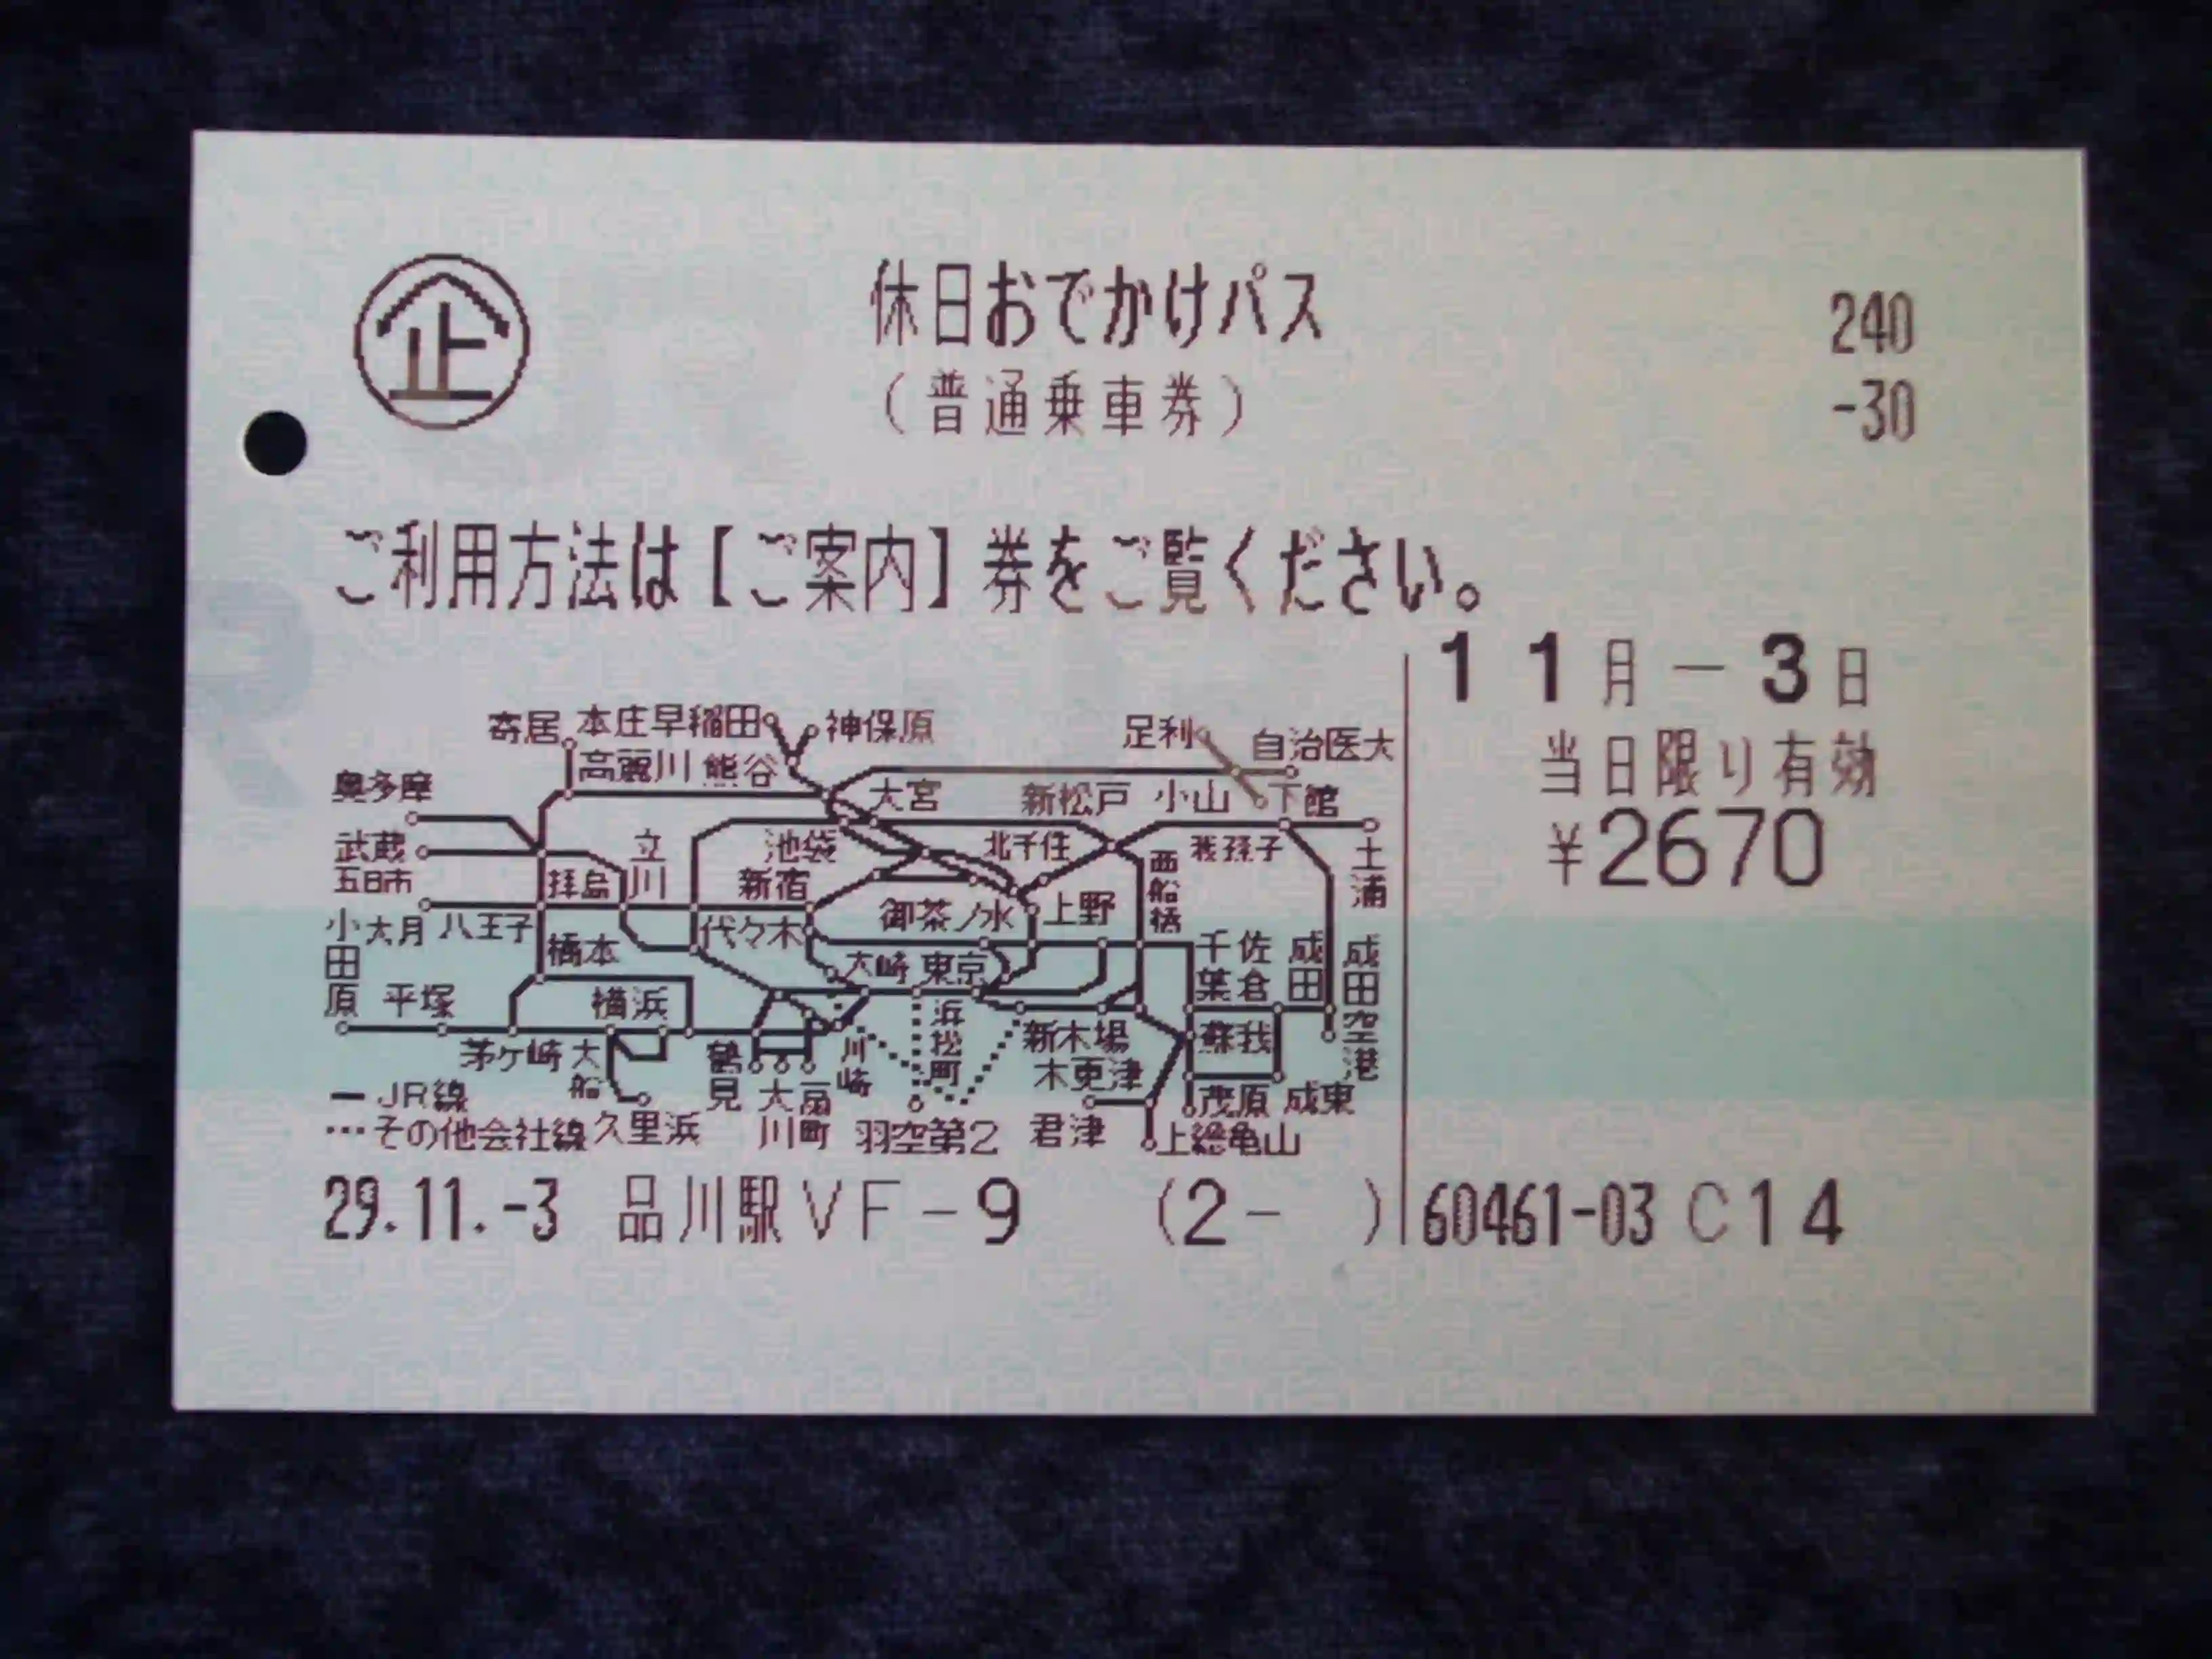 企
休日おでかけパス
240
(普通乗車券)
-30
ご利用方法は【ご案内】券をご覧ください。
11月-3日
当日限り有効
¥2670
寄居 本庄早稲田 神保原 足利 自治医大
高麗川 熊谷
奥多摩 大宮 新松戸 小山 下館
武蔵五日市 拝島 立川 池袋 北千住 我孫子 土浦
新宿 西船橋
小田原 大月 八王子 代々木 御茶ノ水 上野
橋本 大崎 東京 千葉 佐倉 成田 成田空港
平塚 横浜 浜松町 新木場 蘇我
茅ケ崎 大船 鶴見 川崎 木更津
JR線 大川 扇町 茂原 成東
その他会社線 久里浜 羽空第2 君津 上総亀山
29.11.-3 品川駅VF-9 (2- ) 60461-03 C14